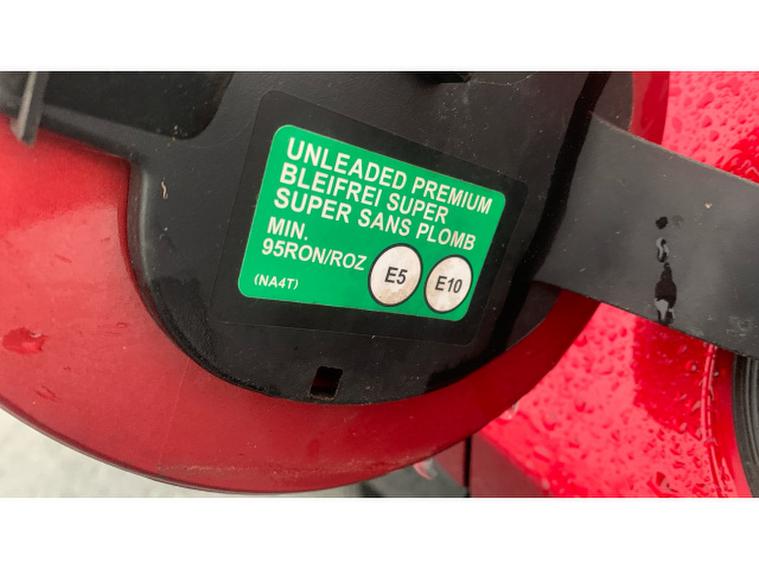 UNLEADED PREMIUM
BLEIFREI SUPER
SUPER SANS PLOMB
MIN.
95RON/ROZ
E5 E10
(NA4T)